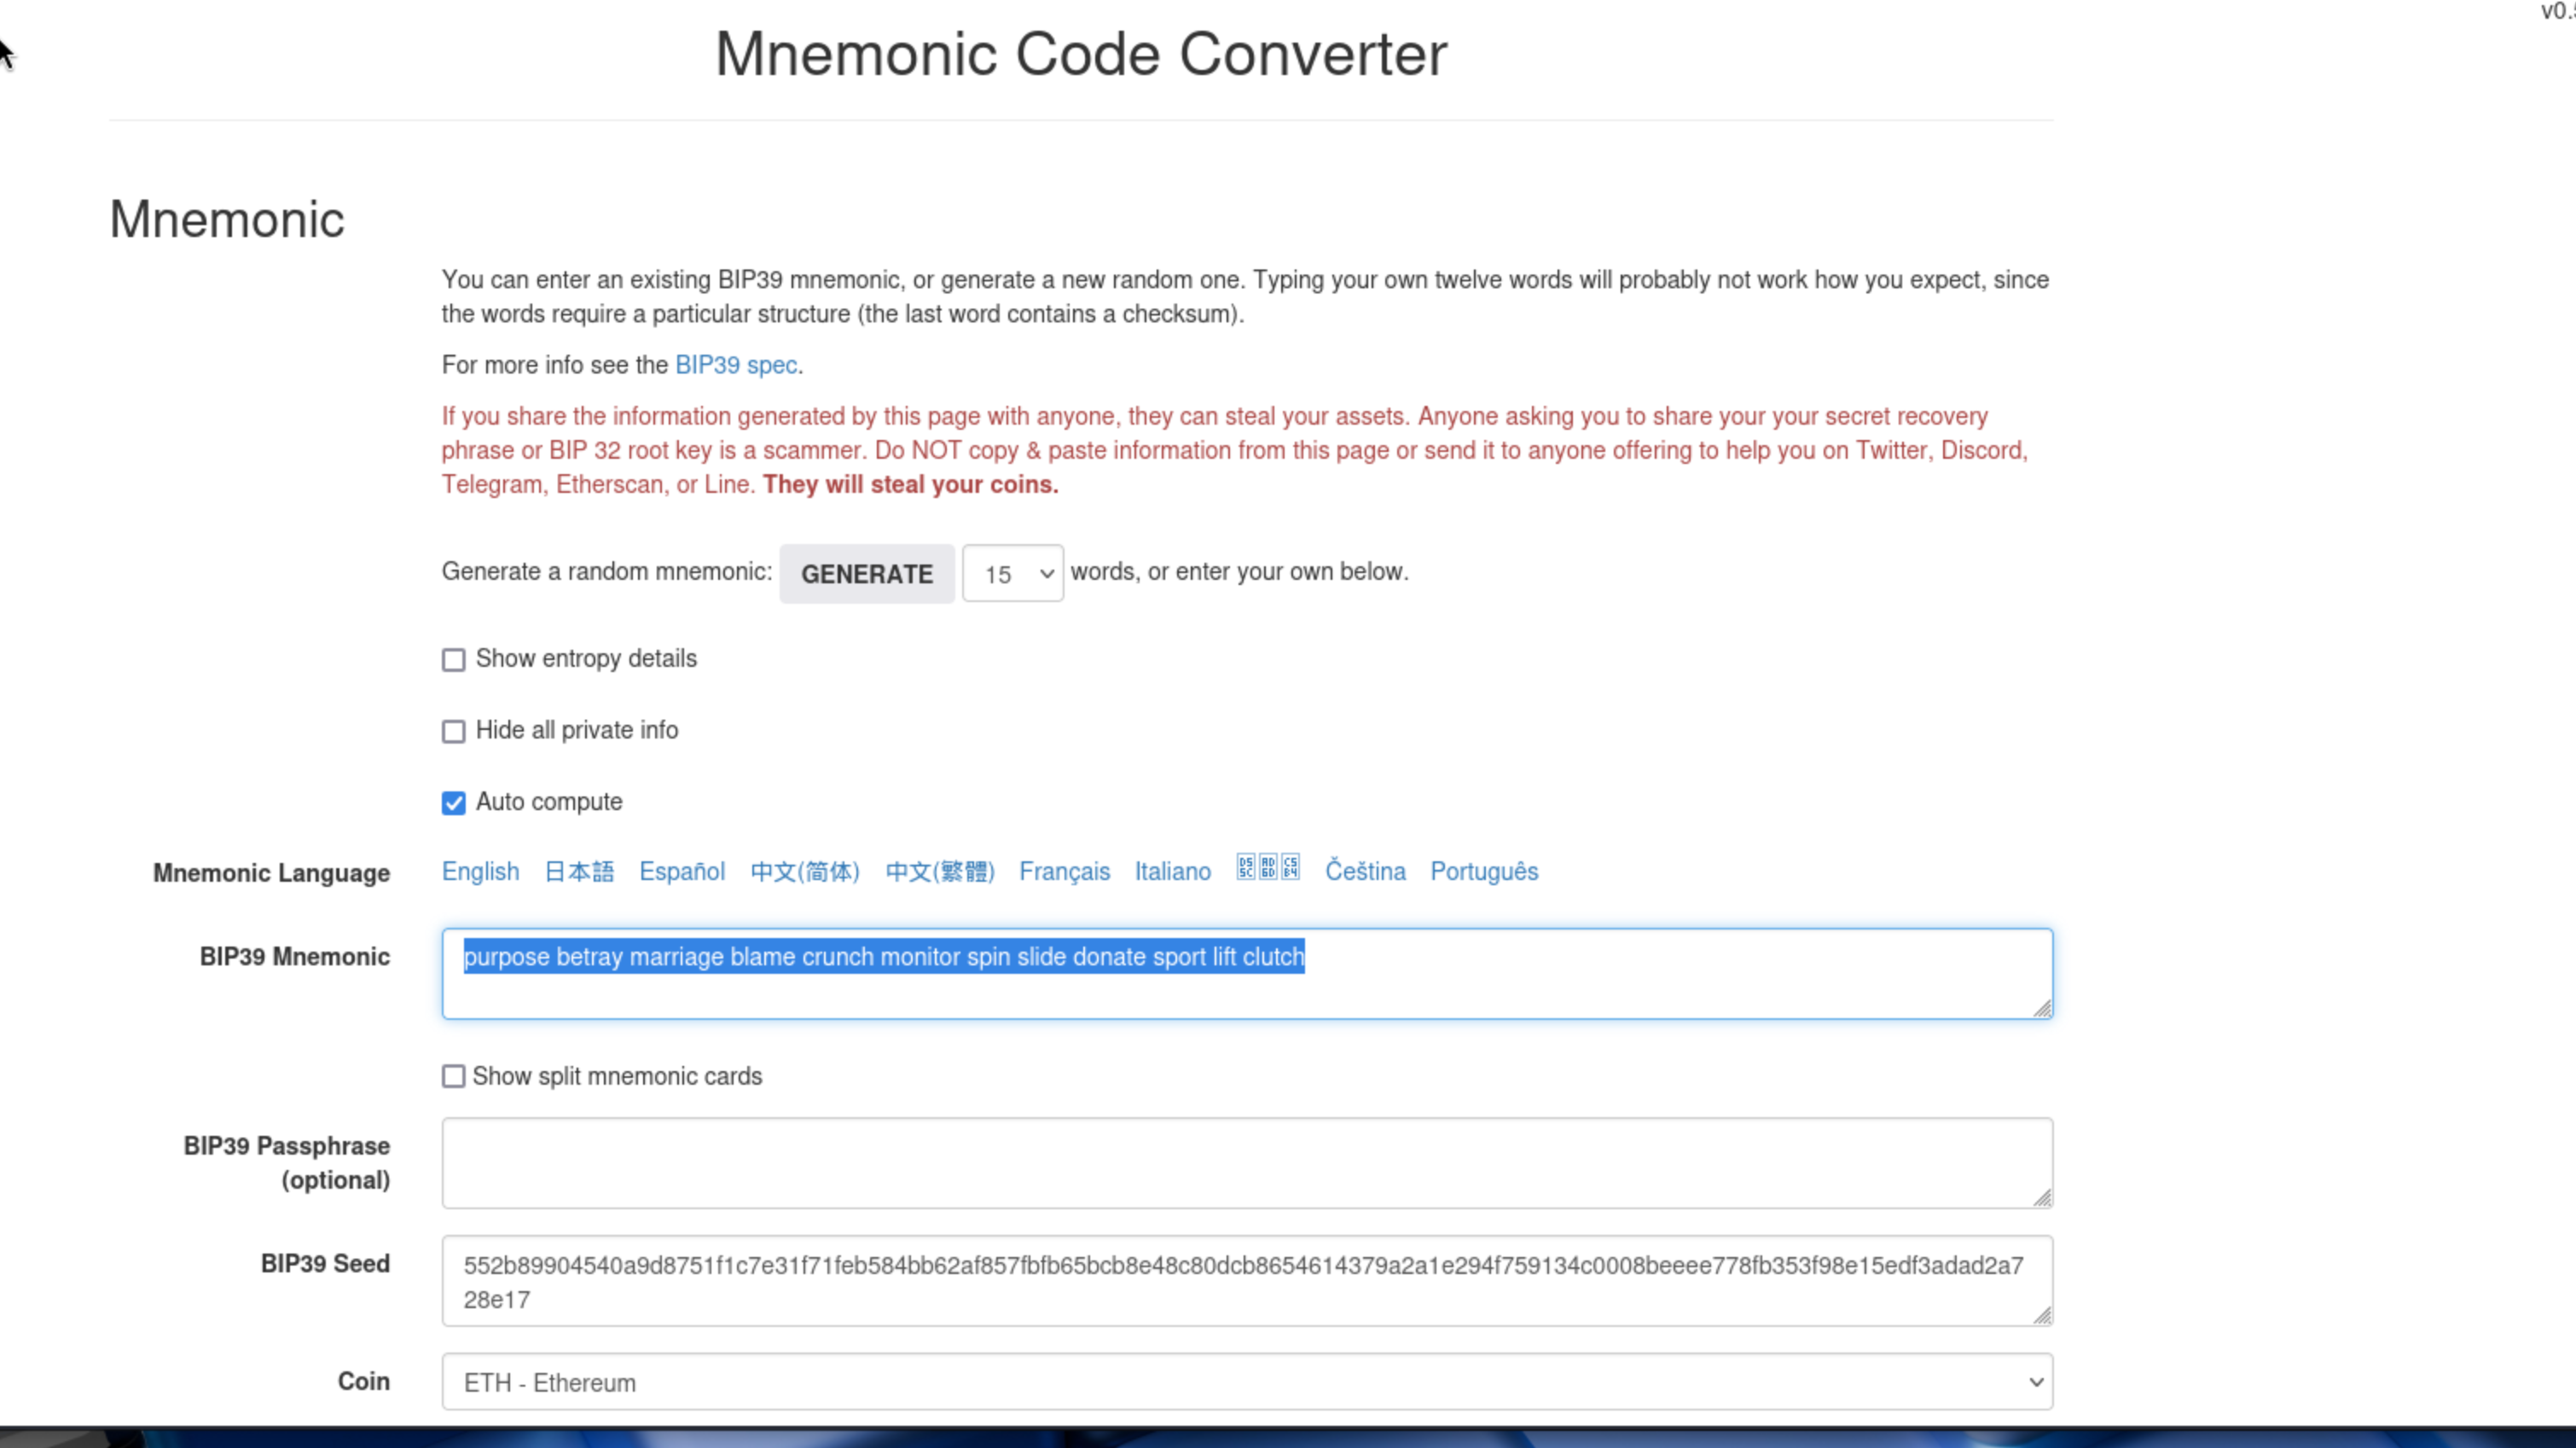 v0.
Mnemonic Code Converter
Mnemonic
You can enter an existing BIP39 mnemonic, or generate a new random one. Typing your own twelve words will probably not work how you expect, since
the words require a particular structure (the last word contains a checksum).
For more info see the BIP39 spec.
If you share the information generated by this page with anyone, they can steal your assets. Anyone asking you to share your your secret recovery
phrase or BIP 32 root key is a scammer. Do NOT copy & paste information from this page or send it to anyone offering to help you on Twitter, Discord,
Telegram, Etherscan, or Line. They will steal your coins.
Generate a random mnemonic: GENERATE 15 words, or enter your own below.
Show entropy details
Hide all private info
Auto compute
Mnemonic Language English 日本語 Español 中文(简体) 中文(繁體) Français Italiano Čeština Português
BIP39 Mnemonic purpose betray marriage blame crunch monitor spin slide donate sport lift clutch
Show split mnemonic cards
BIP39 Passphrase
(optional)
BIP39 Seed 552b89904540a9d8751f1c7e31f71feb584bb62af857fbfb65bcb8e48c80dcb8654614379a2a1e294f759134c0008beeee778fb353f98e15edf3adad2a7
28e17
Coin ETH - Ethereum